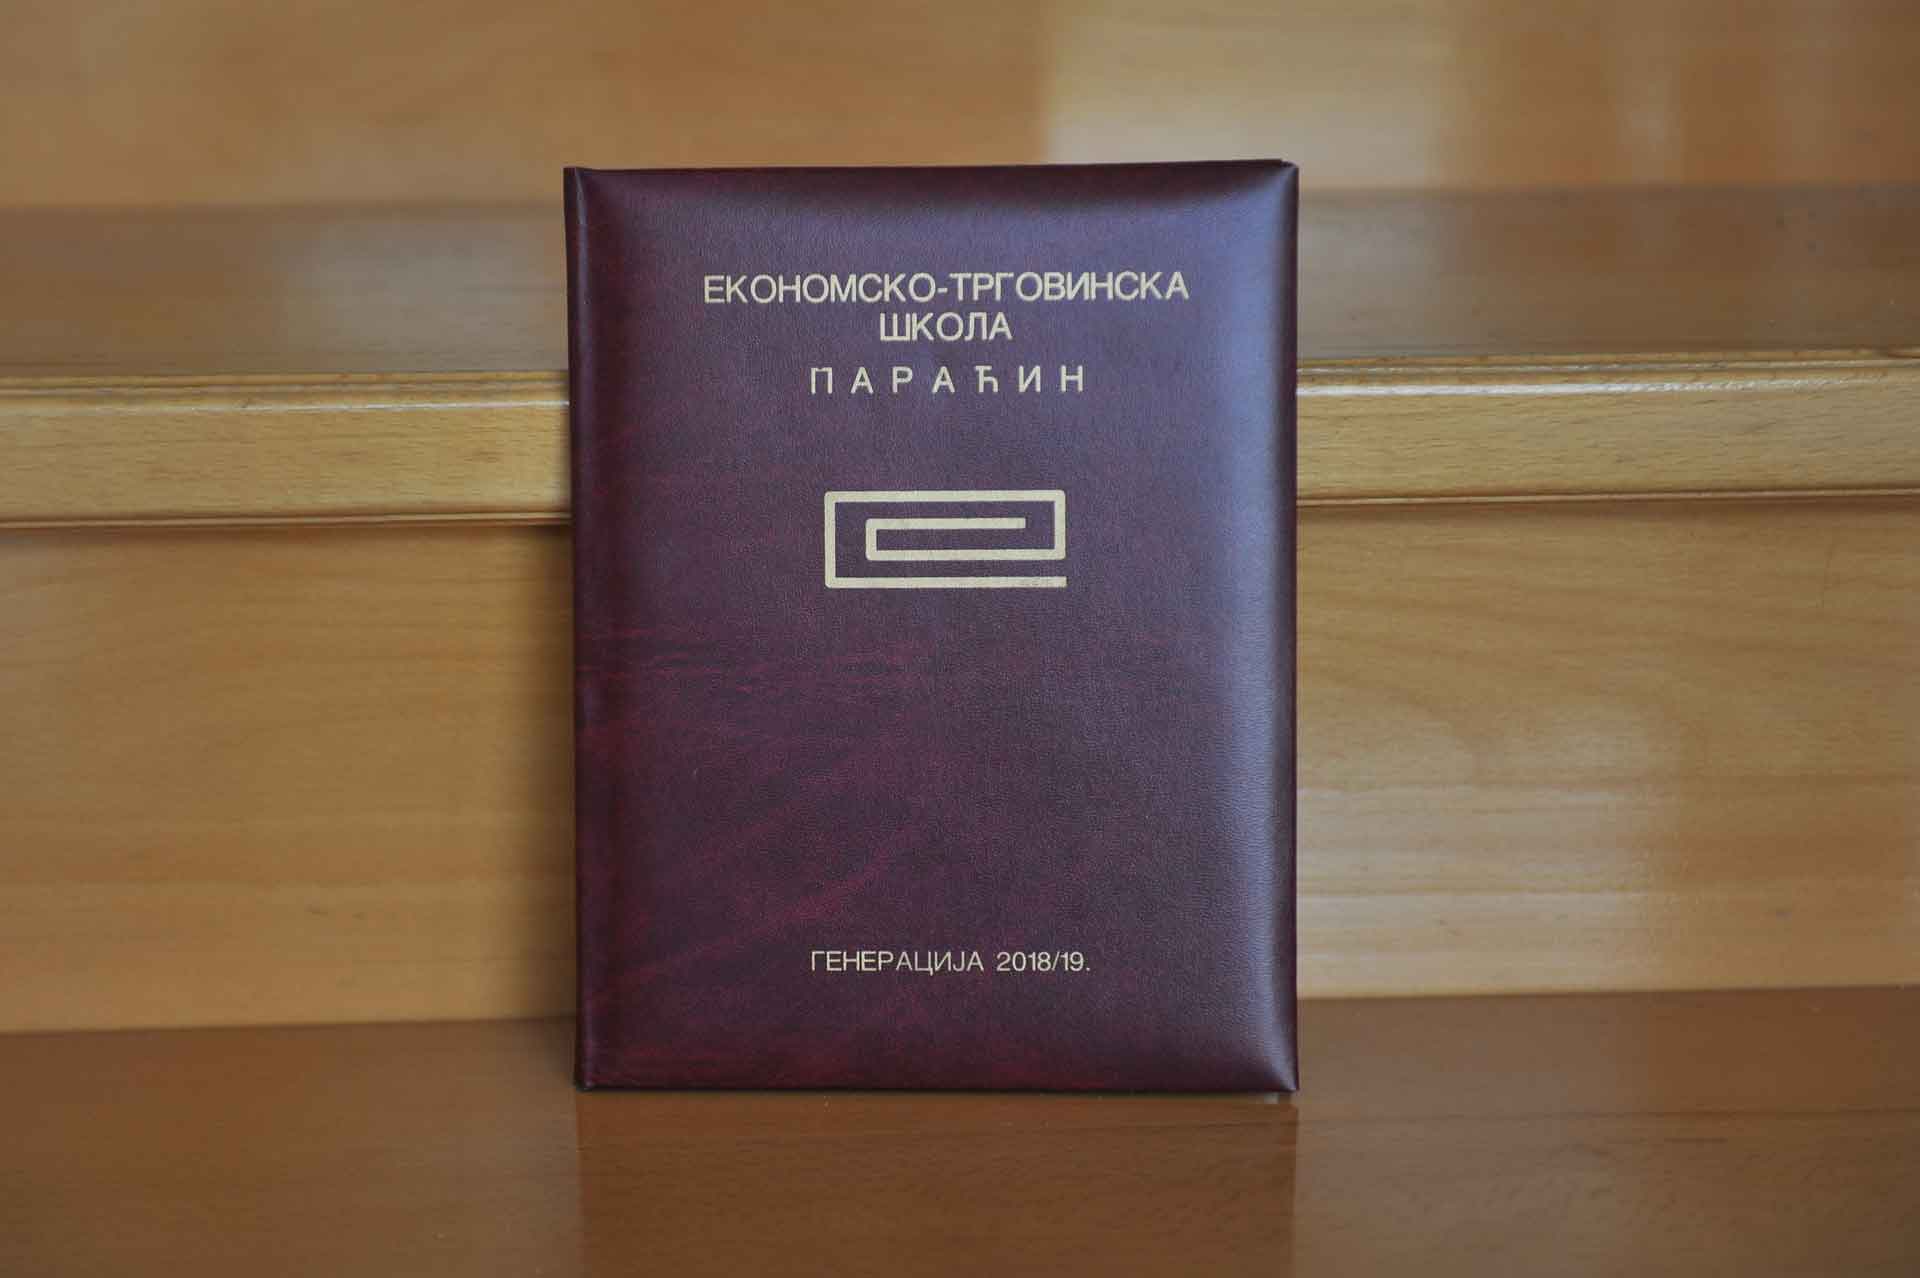 ЕКОНОМСКО-ТРГОВИНСКА
ШКОЛА
ПАРАЋИН
ГЕНЕРАЦИЈА 2018/19.